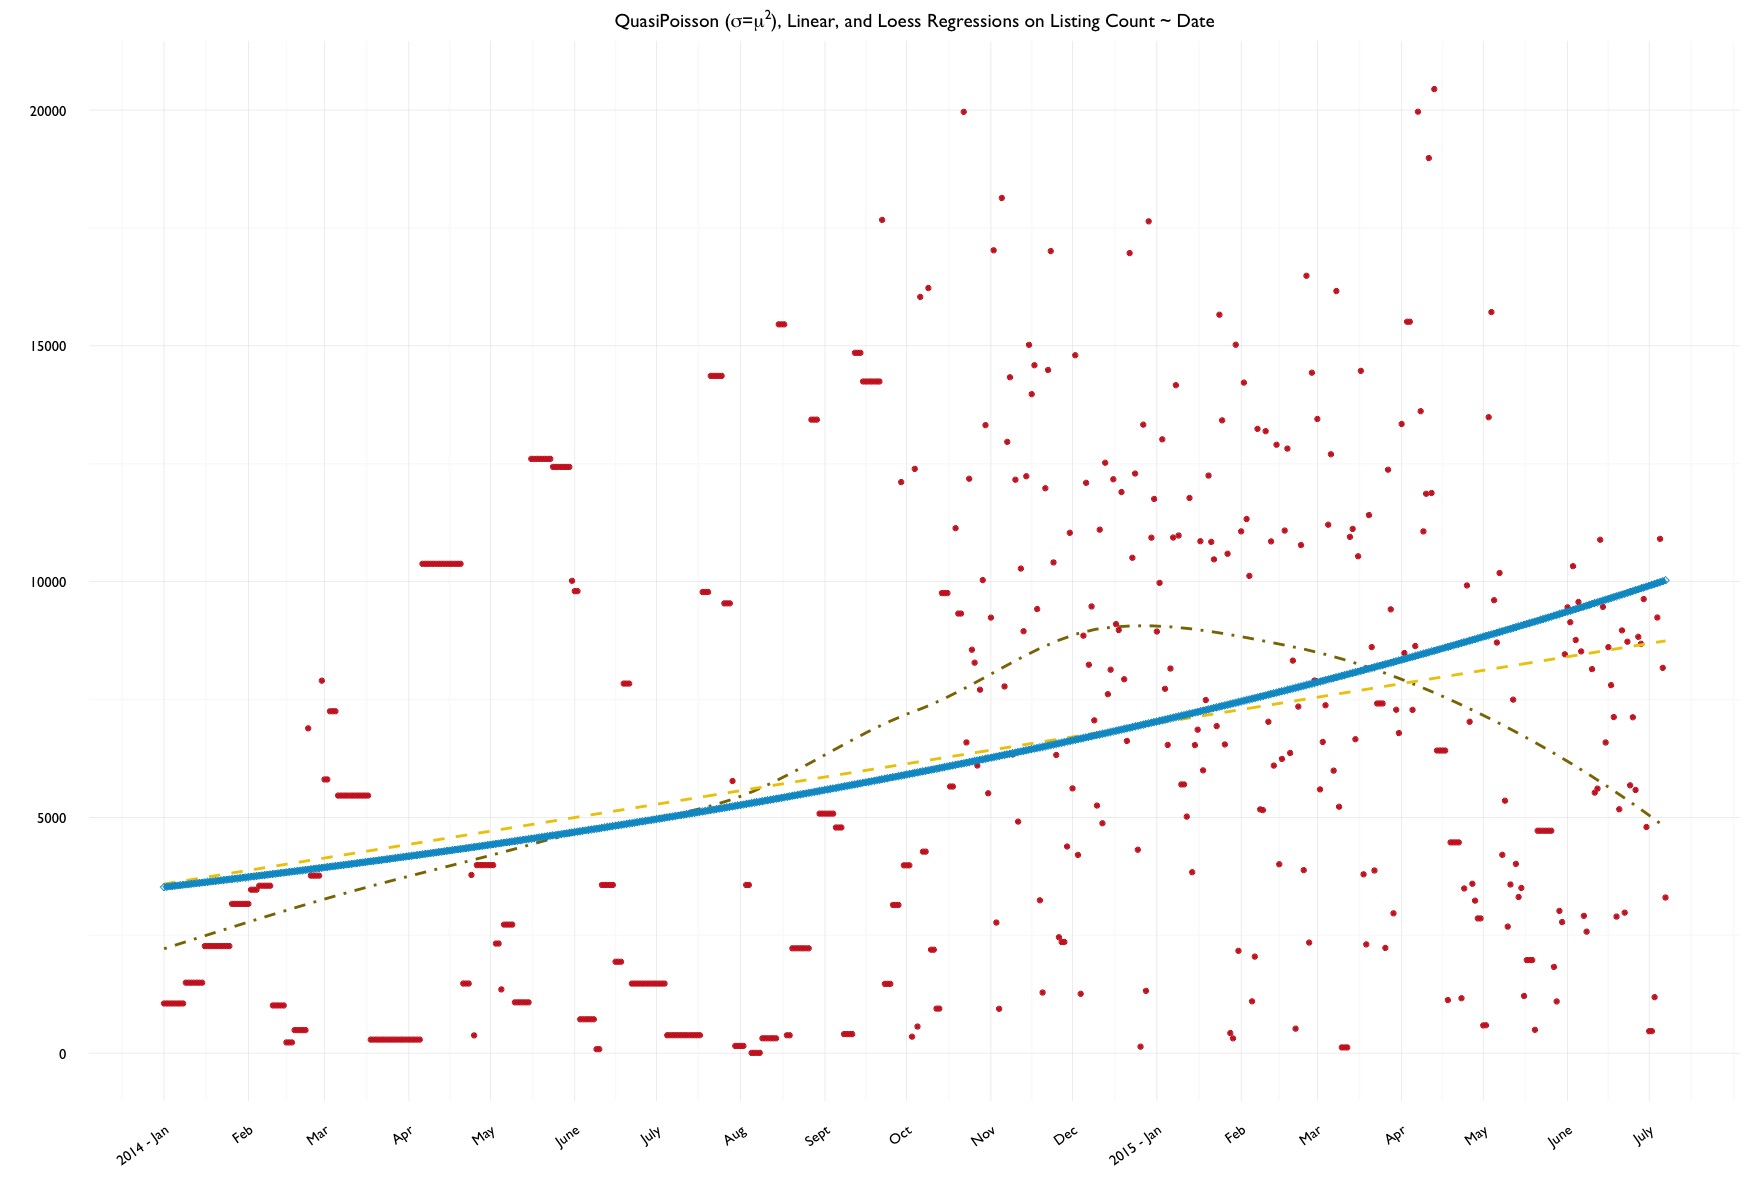 QuasiPoisson (σ=μ²), Linear, and Loess Regressions on Listing Count ~ Date
20000
15000
10000
5000
0
2014 - Jan
Feb
Mar
Apr
May
June
July
Aug
Sept
Oct
Nov
Dec
2015 - Jan
Feb
Mar
Apr
May
June
July